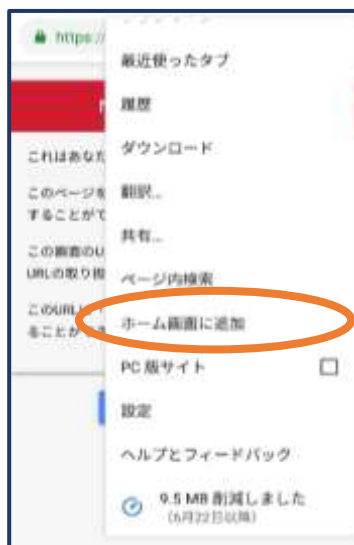 https://
最近使ったタブ
履歴
ダウンロード
これはあなた
このページを
翻訳...
することがで
共有...
この画面のU
URLの取り扱
ページ内検索
このURL
ホーム画面に追加
ることが
PC 版サイト
設定
ヘルプとフィードバック
9.5 MB 削減しました
(6月22日以降)